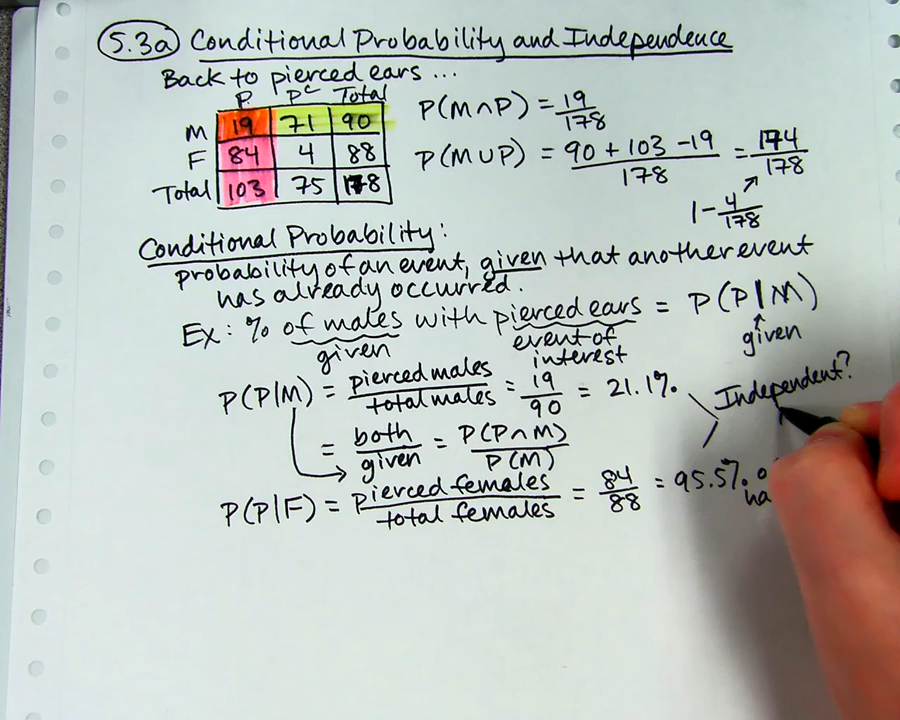 5.3a Conditional Probability and Independence
Back to pierced ears ...
P Pᶜ Total
M 19 71 90
F 84 4 88
Total 103 75 178
P(M∩P) = 19/178
P(M∪P) = 90 + 103 - 19 / 178 = 174/178
1 - 4/178
Conditional Probability:
probability of an event, given that another event
has already occurred.
Ex: % of males with pierced ears = P(P|M)
given event of interest given
P(P|M) = pierced males / total males = 19/90 = 21.1%
= both / given = P(P∩M) / P(M)
P(P|F) = pierced females / total females = 84/88 = 95.5%
Independent?